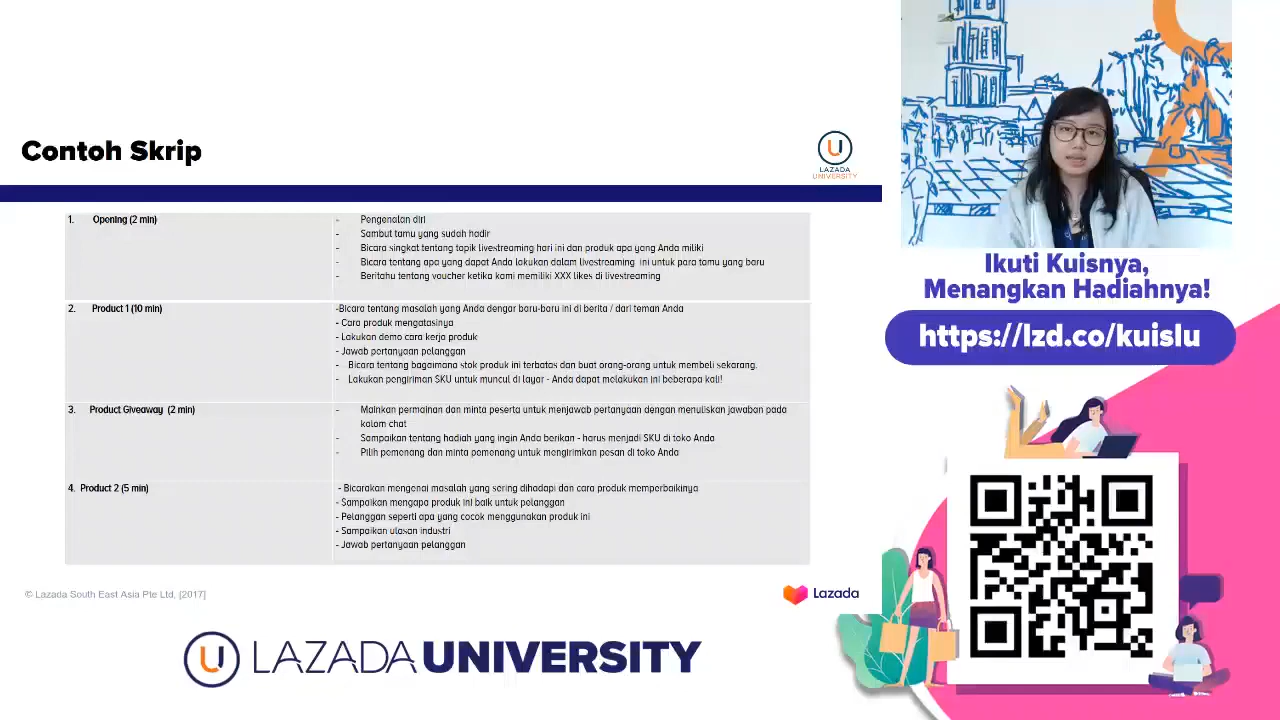 Contoh Skrip
LAZADA
UNIVERSITY
1. Opening (2 min)
- Pengenalan diri
- Sambut tamu yang sudah hadir
- Bicara singkat tentang topik livestreaming hari ini dan produk apa yang Anda miliki
- Bicara tentang apa yang dapat Anda lakukan dalam livestreaming ini untuk para tamu yang baru
- Beritahu tentang voucher ketika kami memiliki XXX likes di livestreaming
2. Product 1 (10 min)
-Bicara tentang masalah yang Anda dengar baru-baru ini di berita / dari teman Anda
- Cara produk mengatasinya
- Lakukan demo cara kerja produk
- Jawab pertanyaan pelanggan
- Bicara tentang bagaimana stok produk ini terbatas dan buat orang-orang untuk membeli sekarang.
- Lakukan pengiriman SKU untuk muncul di layar - Anda dapat melakukan ini beberapa kali!
3. Product Giveaway (2 min)
- Mainkan permainan dan minta peserta untuk menjawab pertanyaan dengan menuliskan jawaban pada
kolom chat
- Sampaikan tentang hadiah yang ingin Anda berikan - harus menjadi SKU di toko Anda
- Pilih pemenang dan minta pemenang untuk mengirimkan pesan di toko Anda
4. Product 2 (5 min)
- Bicarakan mengenai masalah yang sering dihadapi dan cara produk memperbaikinya
- Sampaikan mengapa produk ini baik untuk pelanggan
- Pelanggan seperti apa yang cocok menggunakan produk ini
- Sampaikan ulasan industri
- Jawab pertanyaan pelanggan
© Lazada South East Asia Pte Ltd, [2017]
Lazada
LAZADA UNIVERSITY
Ikuti Kuisnya,
Menangkan Hadiahnya!
https://lzd.co/kuislu